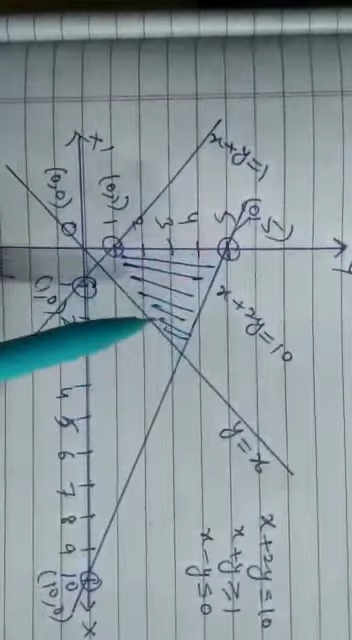 y
x+2y=10
x+y=1
x-y=0
x+2y=10
x=y
(0,5)
5
4
3
x+y=1
(0,1)
1
x'
0
(0,0)
(1,0)
2
4 5 6 7 8 9 10
x
(10,0)